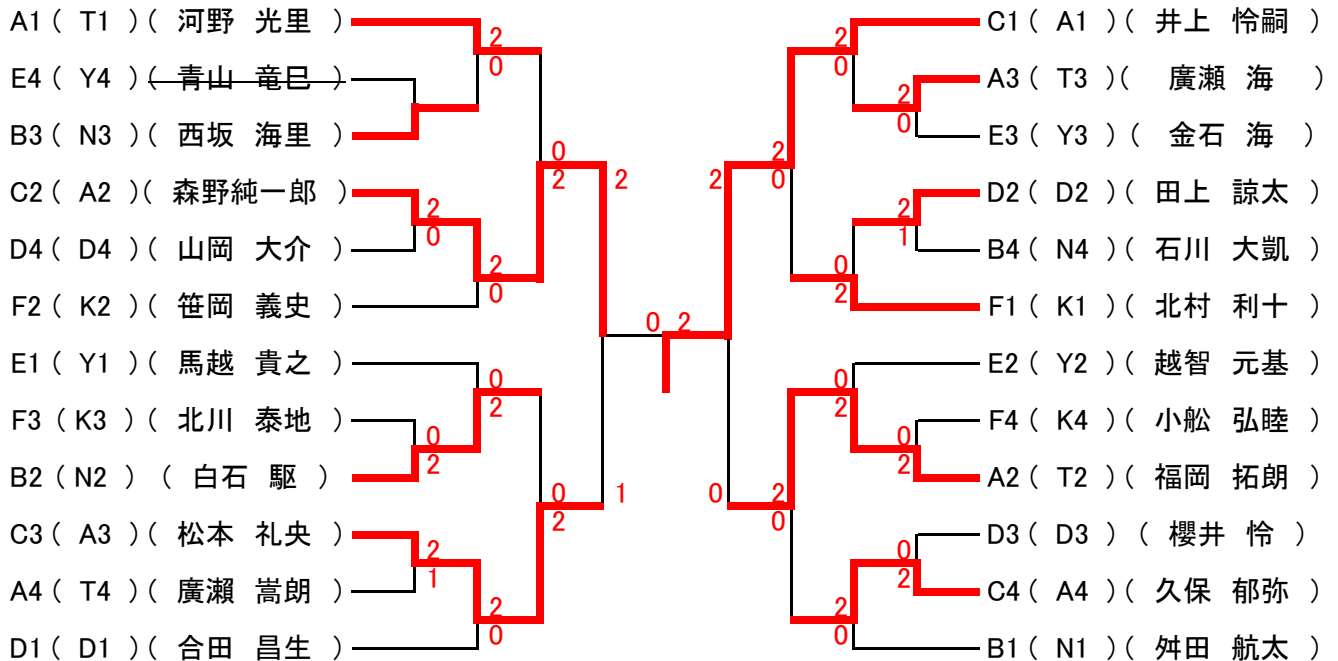 A1 ( T1 ) ( 河野 光里 )
E4 ( Y4 ) ( 青山 竜巳 )
B3 ( N3 ) ( 西坂 海里 )
C2 ( A2 ) ( 森野純一郎 )
D4 ( D4 ) ( 山岡 大介 )
F2 ( K2 ) ( 笹岡 義史 )
E1 ( Y1 ) ( 馬越 貴之 )
F3 ( K3 ) ( 北川 泰地 )
B2 ( N2 ) ( 白石 駆 )
C3 ( A3 ) ( 松本 礼央 )
A4 ( T4 ) ( 廣瀬 嵩朗 )
D1 ( D1 ) ( 合田 昌生 )
2
0
2
0
2
0
0
2
2
0
2
0
2
2
1
2
0
0
2
1
0 2
2
0
2
0
2
0
2
0
2
1
0
2
0
2
0
2
2
0
0
2
2
0
C1 ( A1 ) ( 井上 怜嗣 )
A3 ( T3 ) ( 廣瀬 海 )
E3 ( Y3 ) ( 金石 海 )
D2 ( D2 ) ( 田上 諒太 )
B4 ( N4 ) ( 石川 大凱 )
F1 ( K1 ) ( 北村 利十 )
E2 ( Y2 ) ( 越智 元基 )
F4 ( K4 ) ( 小舩 弘睦 )
A2 ( T2 ) ( 福岡 拓朗 )
D3 ( D3 ) ( 櫻井 怜 )
C4 ( A4 ) ( 久保 郁弥 )
B1 ( N1 ) ( 舛田 航太 )